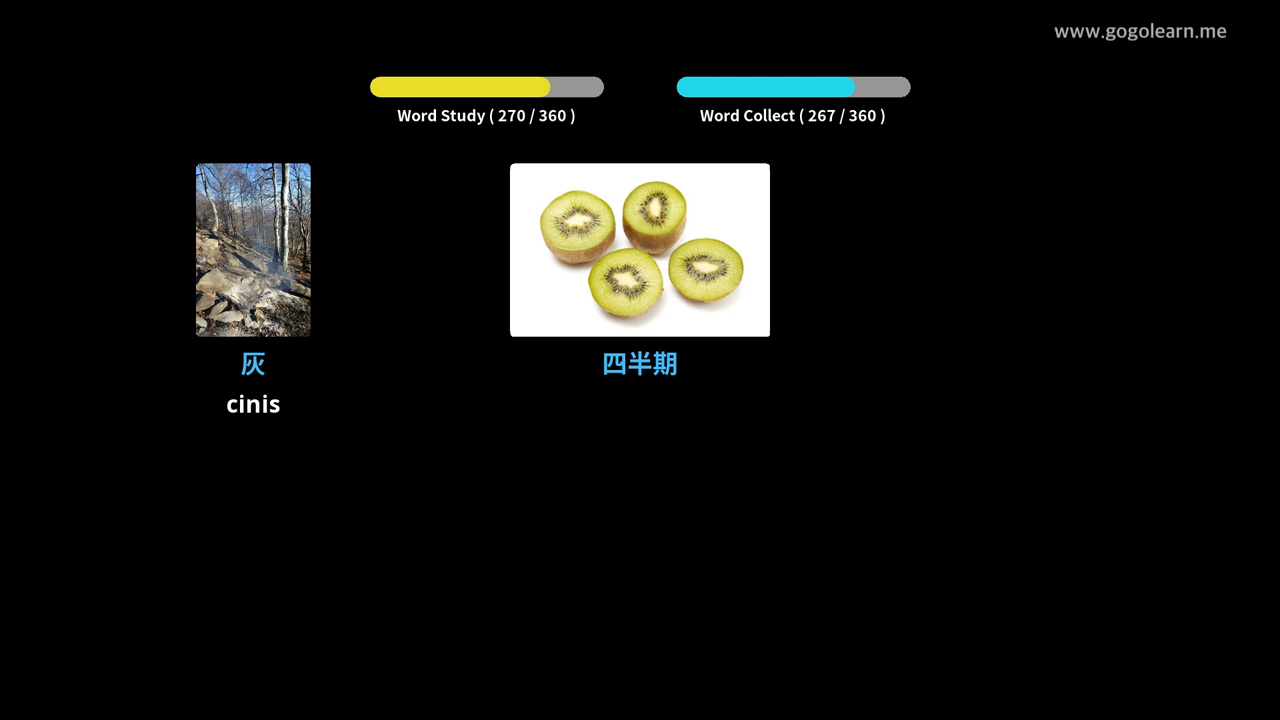 www.gogolearn.me
Word Study ( 270 / 360 )
Word Collect ( 267 / 360 )
灰
四半期
cinis